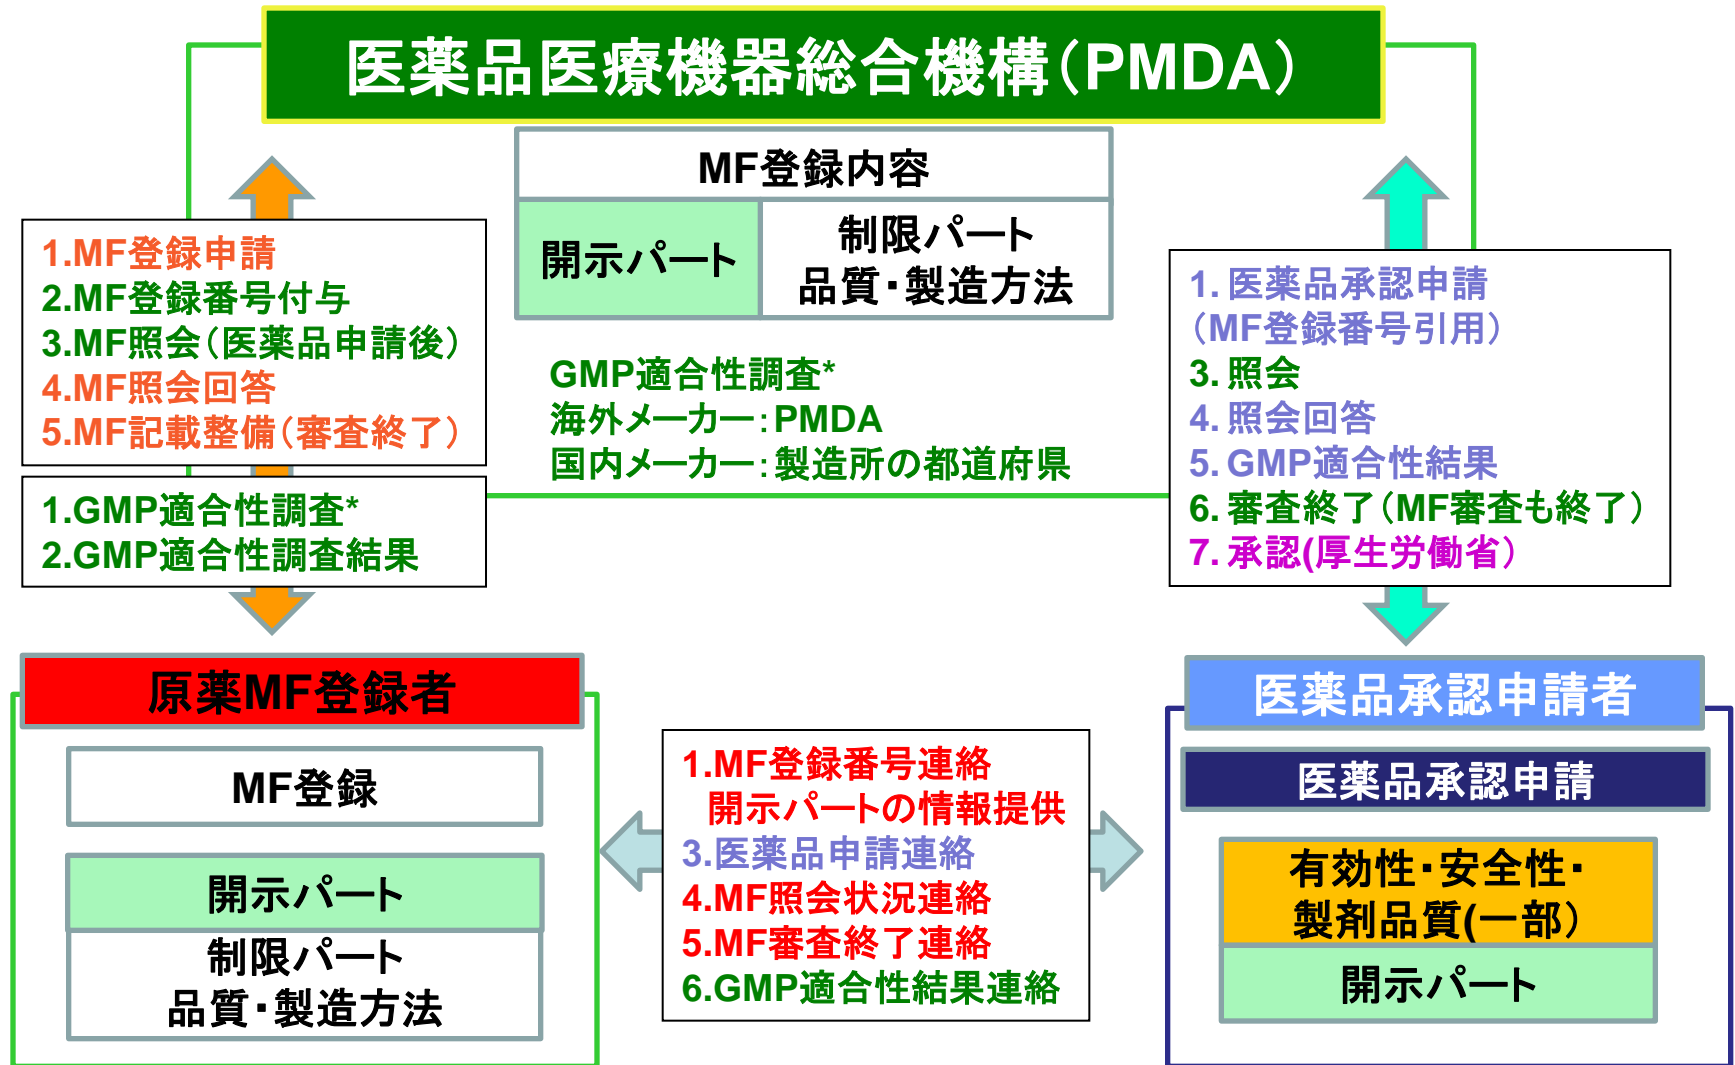 医薬品医療機器総合機構（PMDA）
MF登録内容
開示パート
制限パート
品質・製造方法
1.MF登録申請
2.MF登録番号付与
3.MF照会（医薬品申請後）
4.MF照会回答
5.MF記載整備（審査終了）
1.GMP適合性調査*
2.GMP適合性調査結果
GMP適合性調査*
海外メーカー：PMDA
国内メーカー：製造所の都道府県
1. 医薬品承認申請
（MF登録番号引用）
3. 照会
4. 照会回答
5. GMP適合性結果
6. 審査終了（MF審査も終了）
7. 承認(厚生労働省）
原薬MF登録者
MF登録
開示パート
制限パート
品質・製造方法
1.MF登録番号連絡
開示パートの情報提供
3.医薬品申請連絡
4.MF照会状況連絡
5.MF審査終了連絡
6.GMP適合性結果連絡
医薬品承認申請者
医薬品承認申請
有効性・安全性・
製剤品質(一部）
開示パート